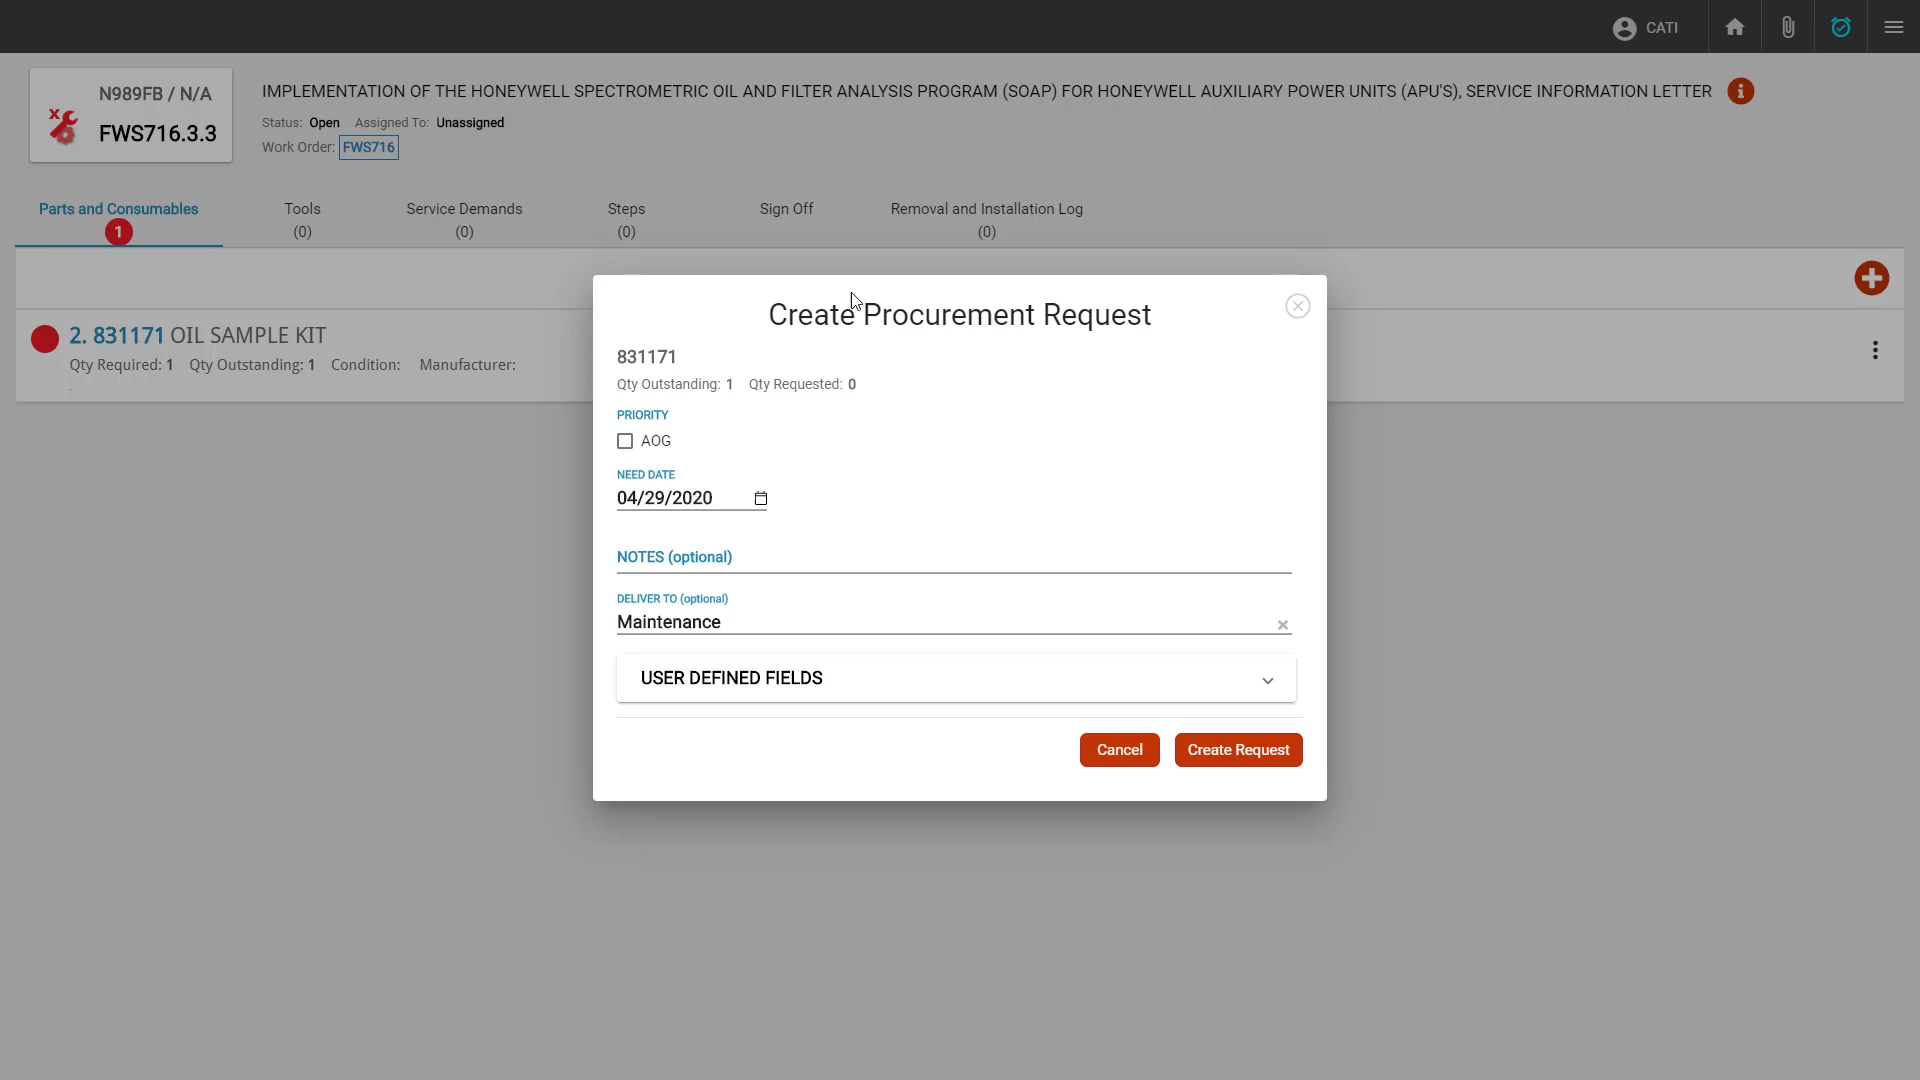 CATI
N989FB / N/A
FWS716.3.3
IMPLEMENTATION OF THE HONEYWELL SPECTROMETRIC OIL AND FILTER ANALYSIS PROGRAM (SOAP) FOR HONEYWELL AUXILIARY POWER UNITS (APU'S), SERVICE INFORMATION LETTER
Status: Open Assigned To: Unassigned
Work Order: FWS716
Parts and Consumables
1
Tools
(0)
Service Demands
(0)
Steps
(0)
Sign Off
Removal and Installation Log
(0)
2. 831171 OIL SAMPLE KIT
Qty Required: 1 Qty Outstanding: 1 Condition: Manufacturer:
Create Procurement Request
831171
Qty Outstanding: 1 Qty Requested: 0
PRIORITY
AOG
NEED DATE
04/29/2020
NOTES (optional)
DELIVER TO (optional)
Maintenance
USER DEFINED FIELDS
Cancel
Create Request